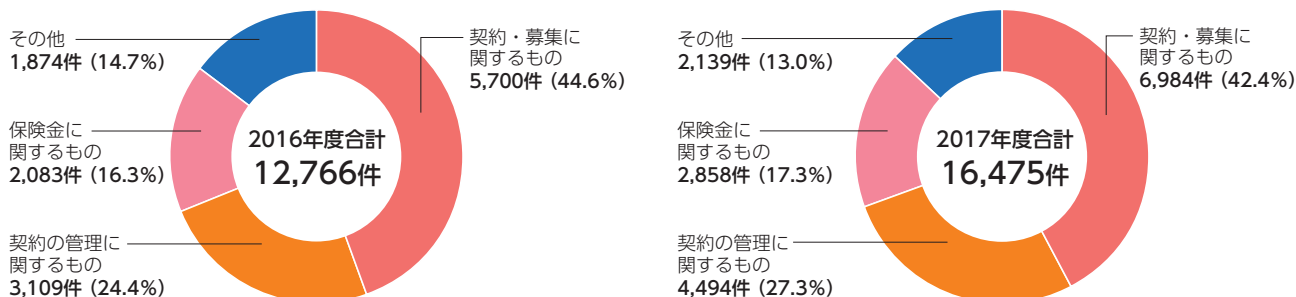 その他
1,874件 (14.7%)
契約・募集に
関するもの
5,700件 (44.6%)
保険金に
関するもの
2,083件 (16.3%)
2016年度合計
12,766件
契約の管理に
関するもの
3,109件 (24.4%)
その他
2,139件 (13.0%)
契約・募集に
関するもの
6,984件 (42.4%)
保険金に
関するもの
2,858件 (17.3%)
2017年度合計
16,475件
契約の管理に
関するもの
4,494件 (27.3%)